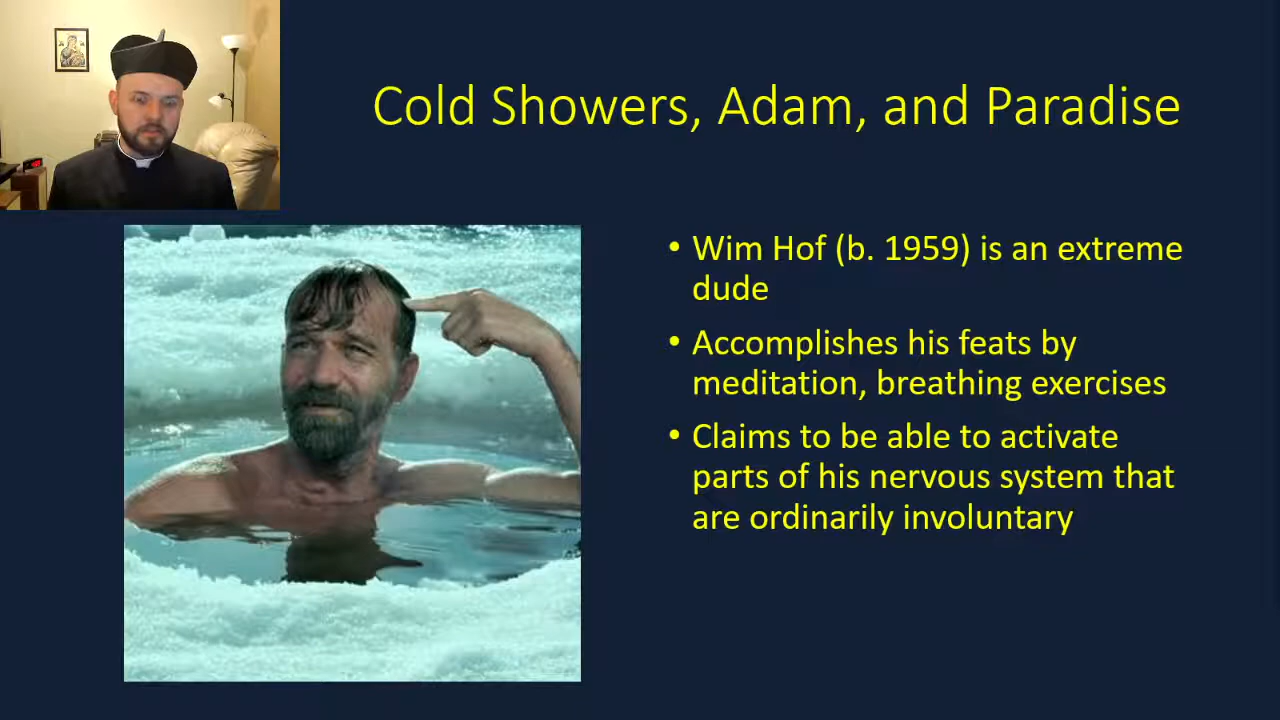 Cold Showers, Adam, and Paradise
• Wim Hof (b. 1959) is an extreme
dude
• Accomplishes his feats by
meditation, breathing exercises
• Claims to be able to activate
parts of his nervous system that
are ordinarily involuntary